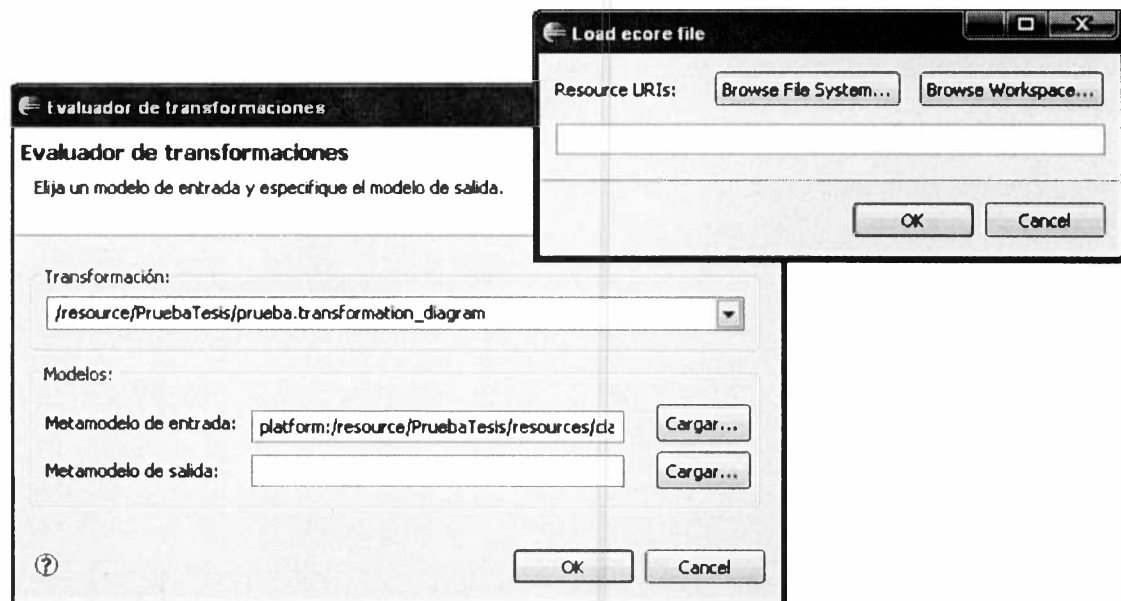 Load ecore file
Resource URIs: Browse File System... Browse Workspace...
OK Cancel
Evaluador de transformaciones
Evaluador de transformaciones
Elija un modelo de entrada y especifique el modelo de salida.
Transformación:
/resource/PruebaTesis/prueba.transformation_diagram
Modelos:
Metamodelo de entrada: platform:/resource/PruebaTesis/resources/cla Cargar...
Metamodelo de salida: Cargar...
OK Cancel